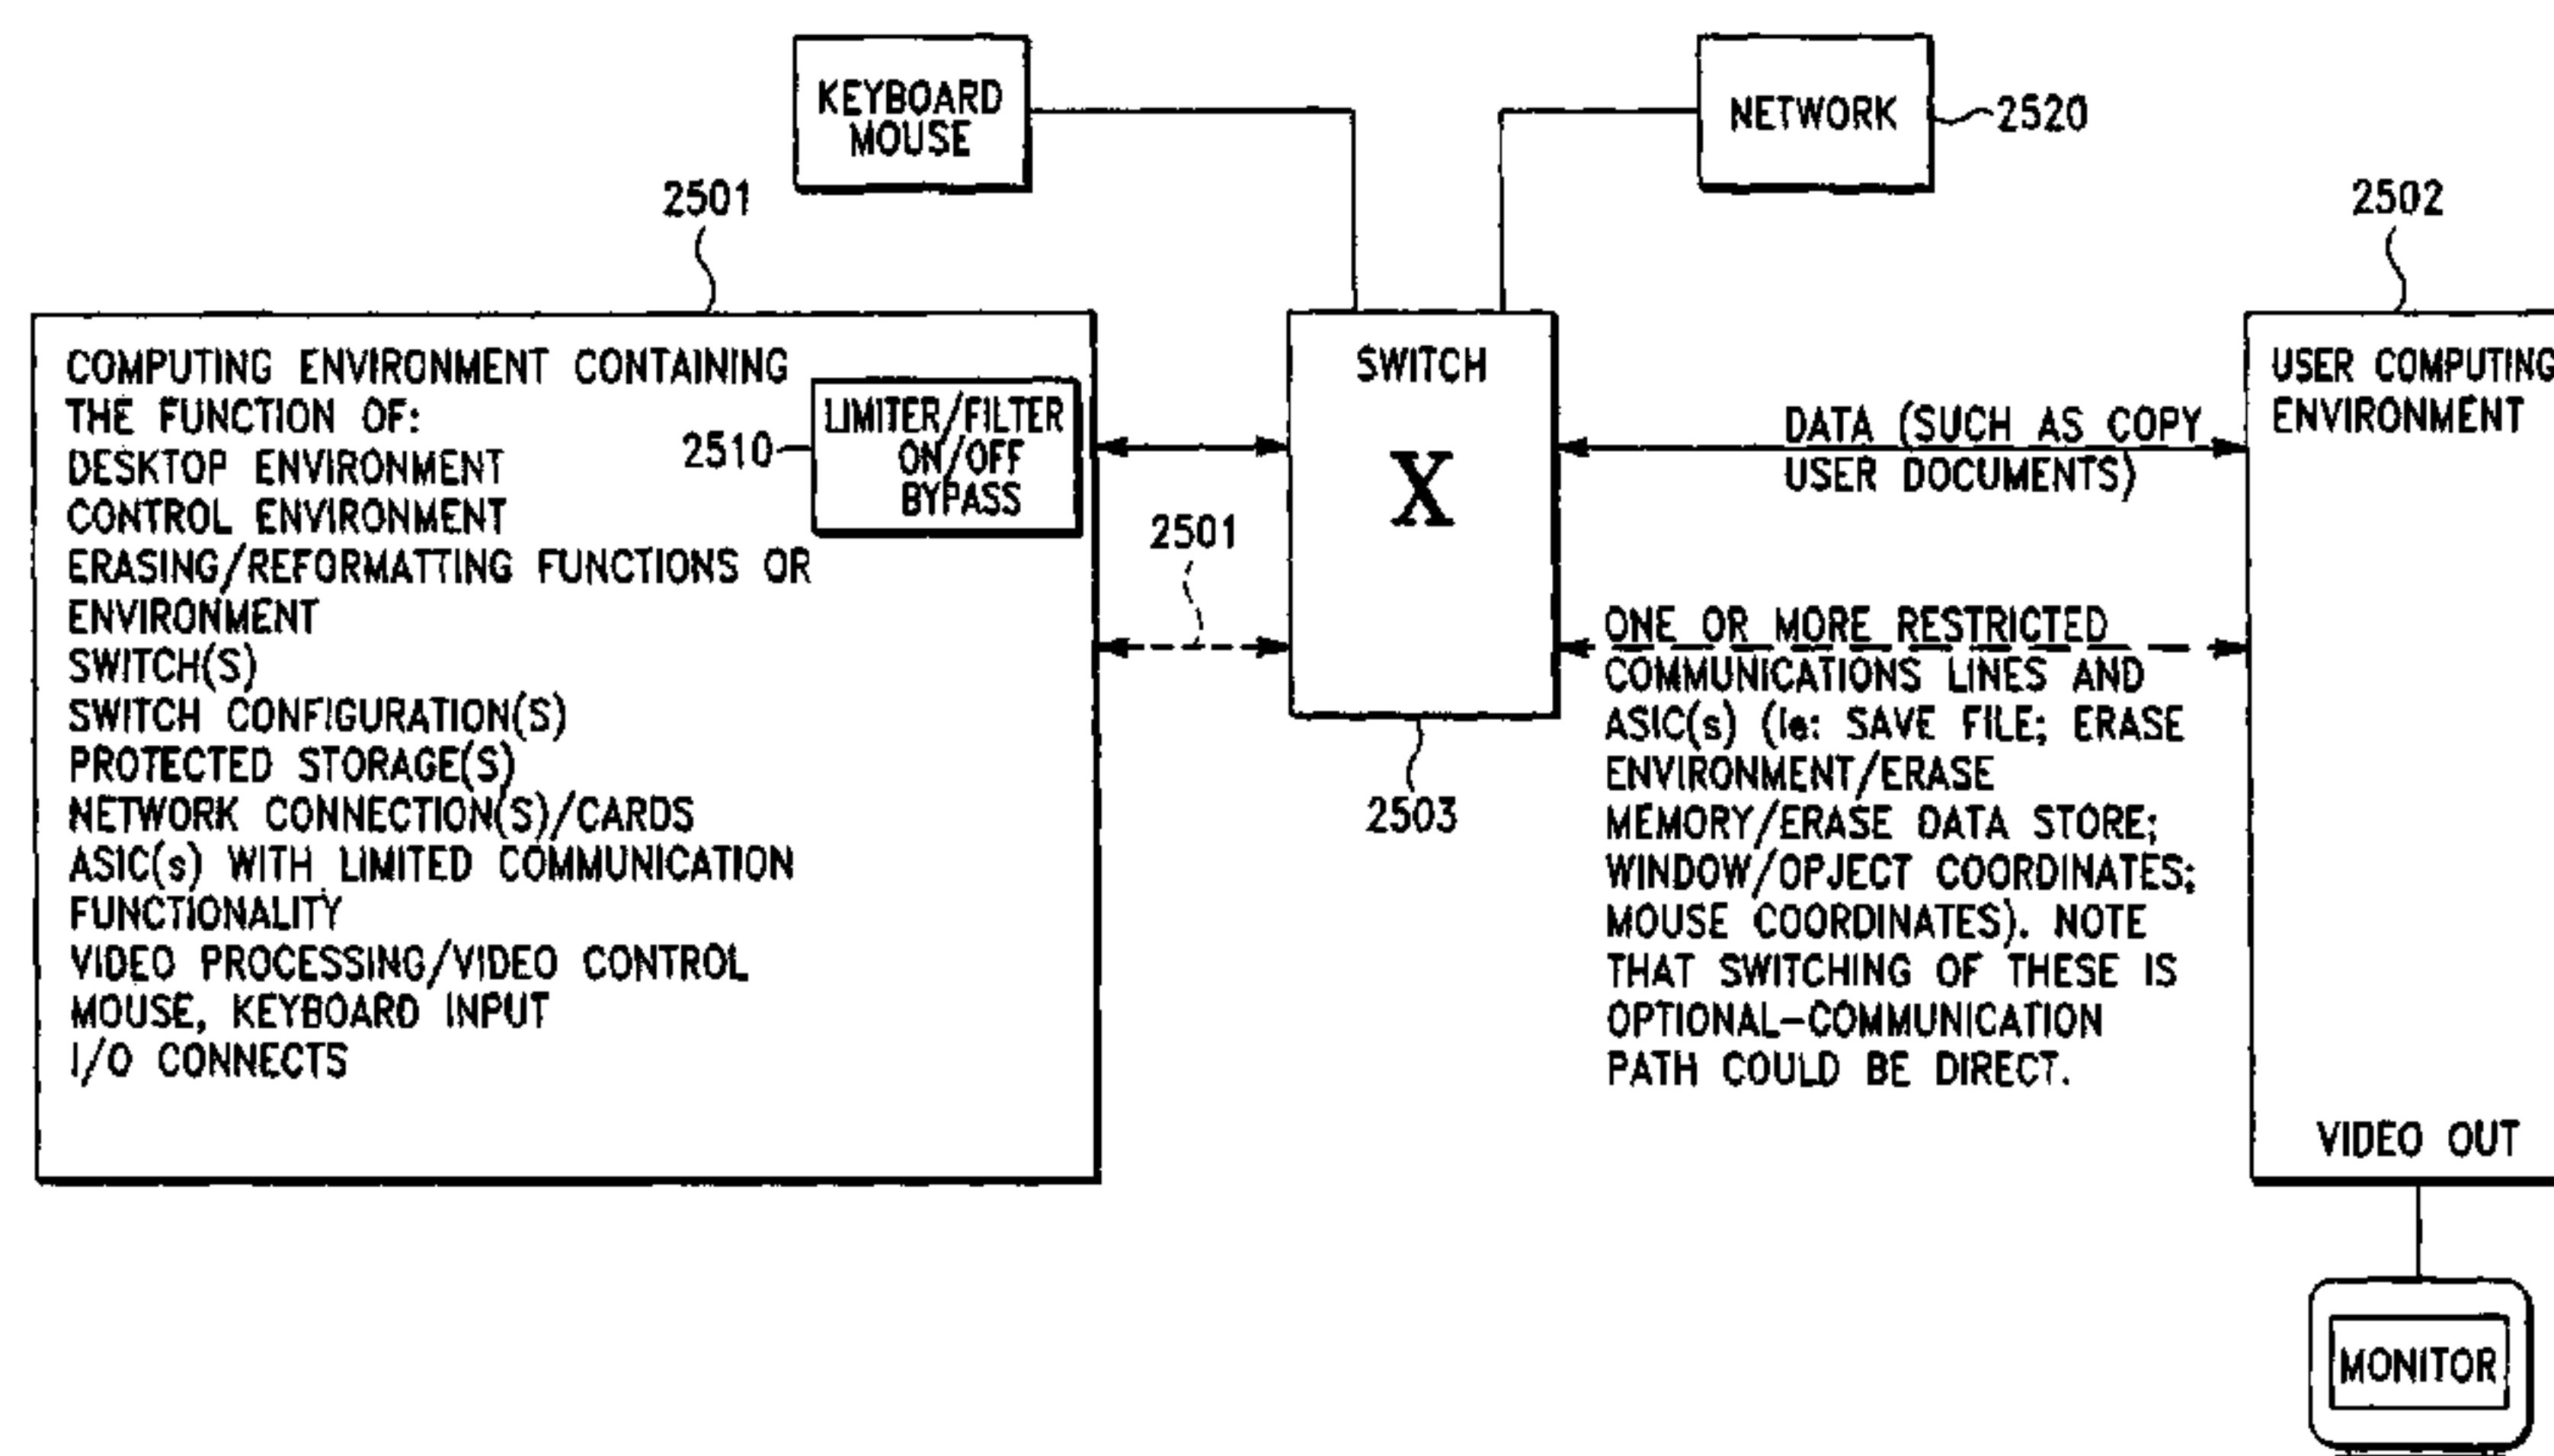 KEYBOARD
MOUSE
NETWORK
2520
2501
2502
COMPUTING ENVIRONMENT CONTAINING
THE FUNCTION OF:
DESKTOP ENVIRONMENT
CONTROL ENVIRONMENT
ERASING/REFORMATTING FUNCTIONS OR
ENVIRONMENT
SWITCH(S)
SWITCH CONFIGURATION(S)
PROTECTED STORAGE(S)
NETWORK CONNECTION(S)/CARDS
ASIC(s) WITH LIMITED COMMUNICATION
FUNCTIONALITY
VIDEO PROCESSING/VIDEO CONTROL
MOUSE, KEYBOARD INPUT
I/O CONNECTS
2510
LIMITER/FILTER
ON/OFF
BYPASS
2501
SWITCH
X
2503
DATA (SUCH AS COPY
USER DOCUMENTS)
ONE OR MORE RESTRICTED
COMMUNICATIONS LINES AND
ASIC(s) (Ie: SAVE FILE; ERASE
ENVIRONMENT/ERASE
MEMORY/ERASE DATA STORE;
WINDOW/OPJECT COORDINATES;
MOUSE COORDINATES). NOTE
THAT SWITCHING OF THESE IS
OPTIONAL-COMMUNICATION
PATH COULD BE DIRECT.
USER COMPUTING
ENVIRONMENT
VIDEO OUT
MONITOR